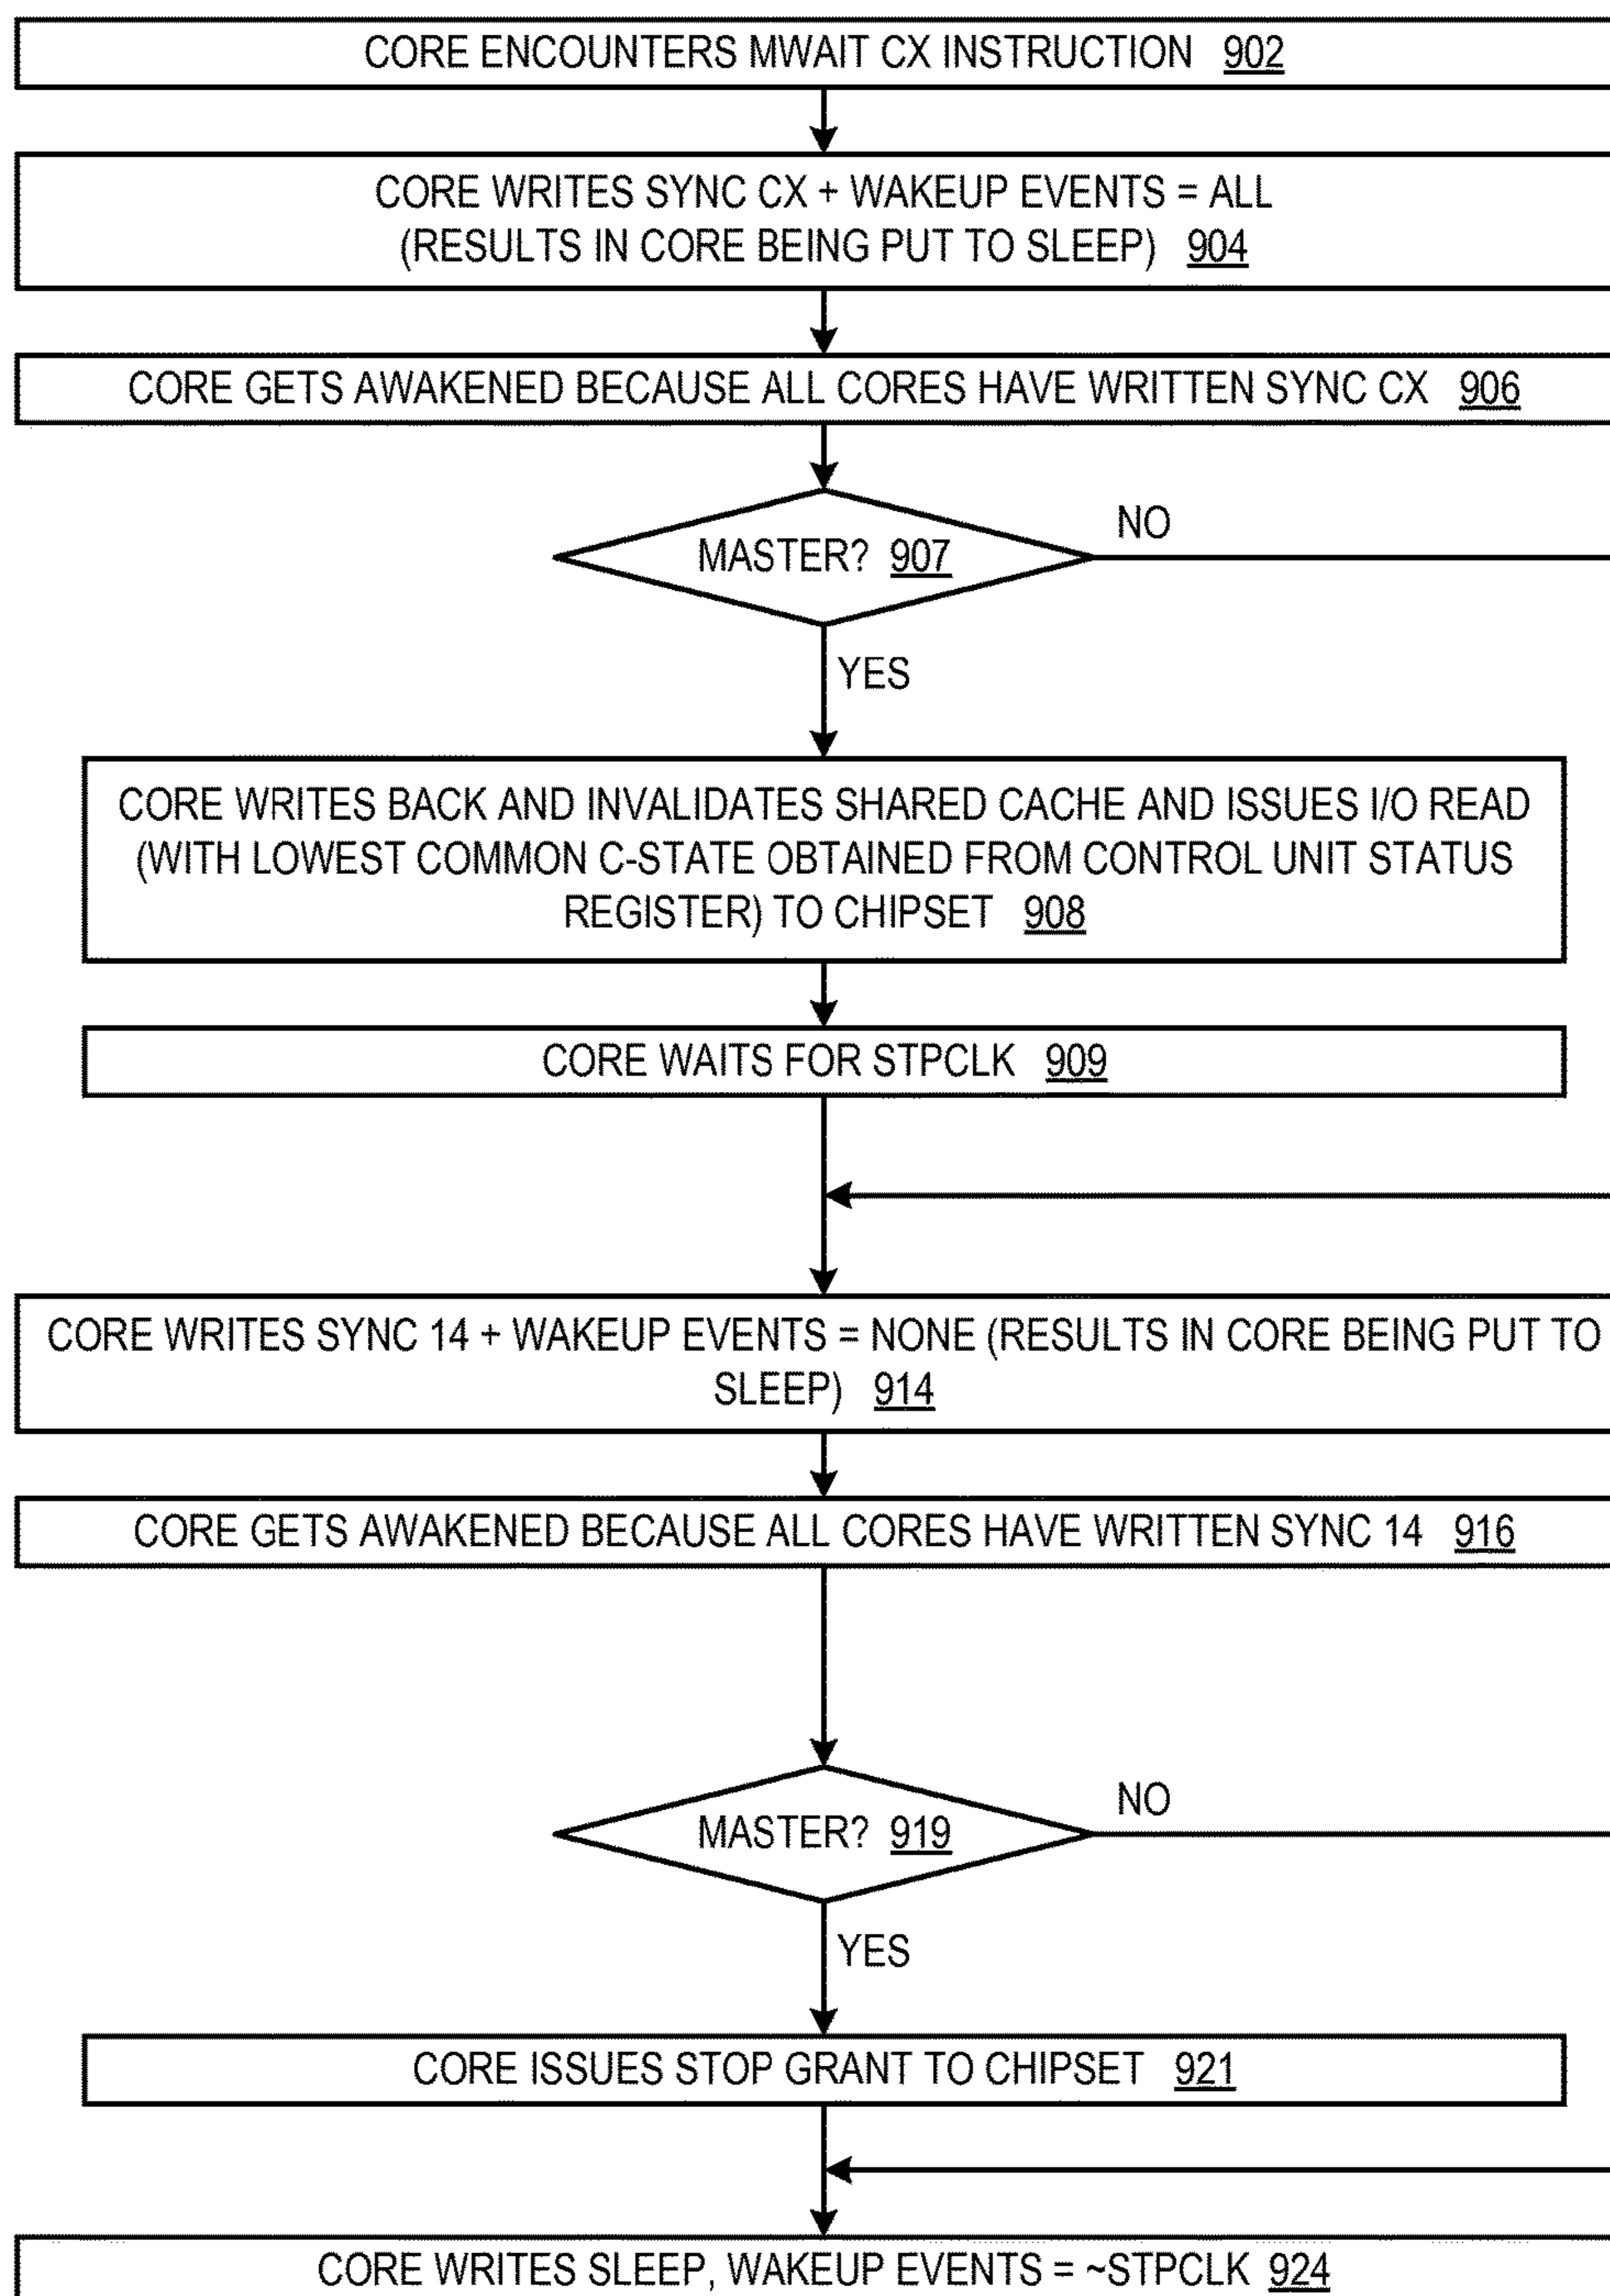 CORE ENCOUNTERS MWAIT CX INSTRUCTION 902
CORE WRITES SYNC CX + WAKEUP EVENTS = ALL
(RESULTS IN CORE BEING PUT TO SLEEP) 904
CORE GETS AWAKENED BECAUSE ALL CORES HAVE WRITTEN SYNC CX 906
NO
MASTER? 907
YES
CORE WRITES BACK AND INVALIDATES SHARED CACHE AND ISSUES I/O READ
(WITH LOWEST COMMON C-STATE OBTAINED FROM CONTROL UNIT STATUS
REGISTER) TO CHIPSET 908
CORE WAITS FOR STPCLK 909
CORE WRITES SYNC 14 + WAKEUP EVENTS = NONE (RESULTS IN CORE BEING PUT TO
SLEEP) 914
CORE GETS AWAKENED BECAUSE ALL CORES HAVE WRITTEN SYNC 14 916
NO
MASTER? 919
YES
CORE ISSUES STOP GRANT TO CHIPSET 921
CORE WRITES SLEEP, WAKEUP EVENTS = ~STPCLK 924